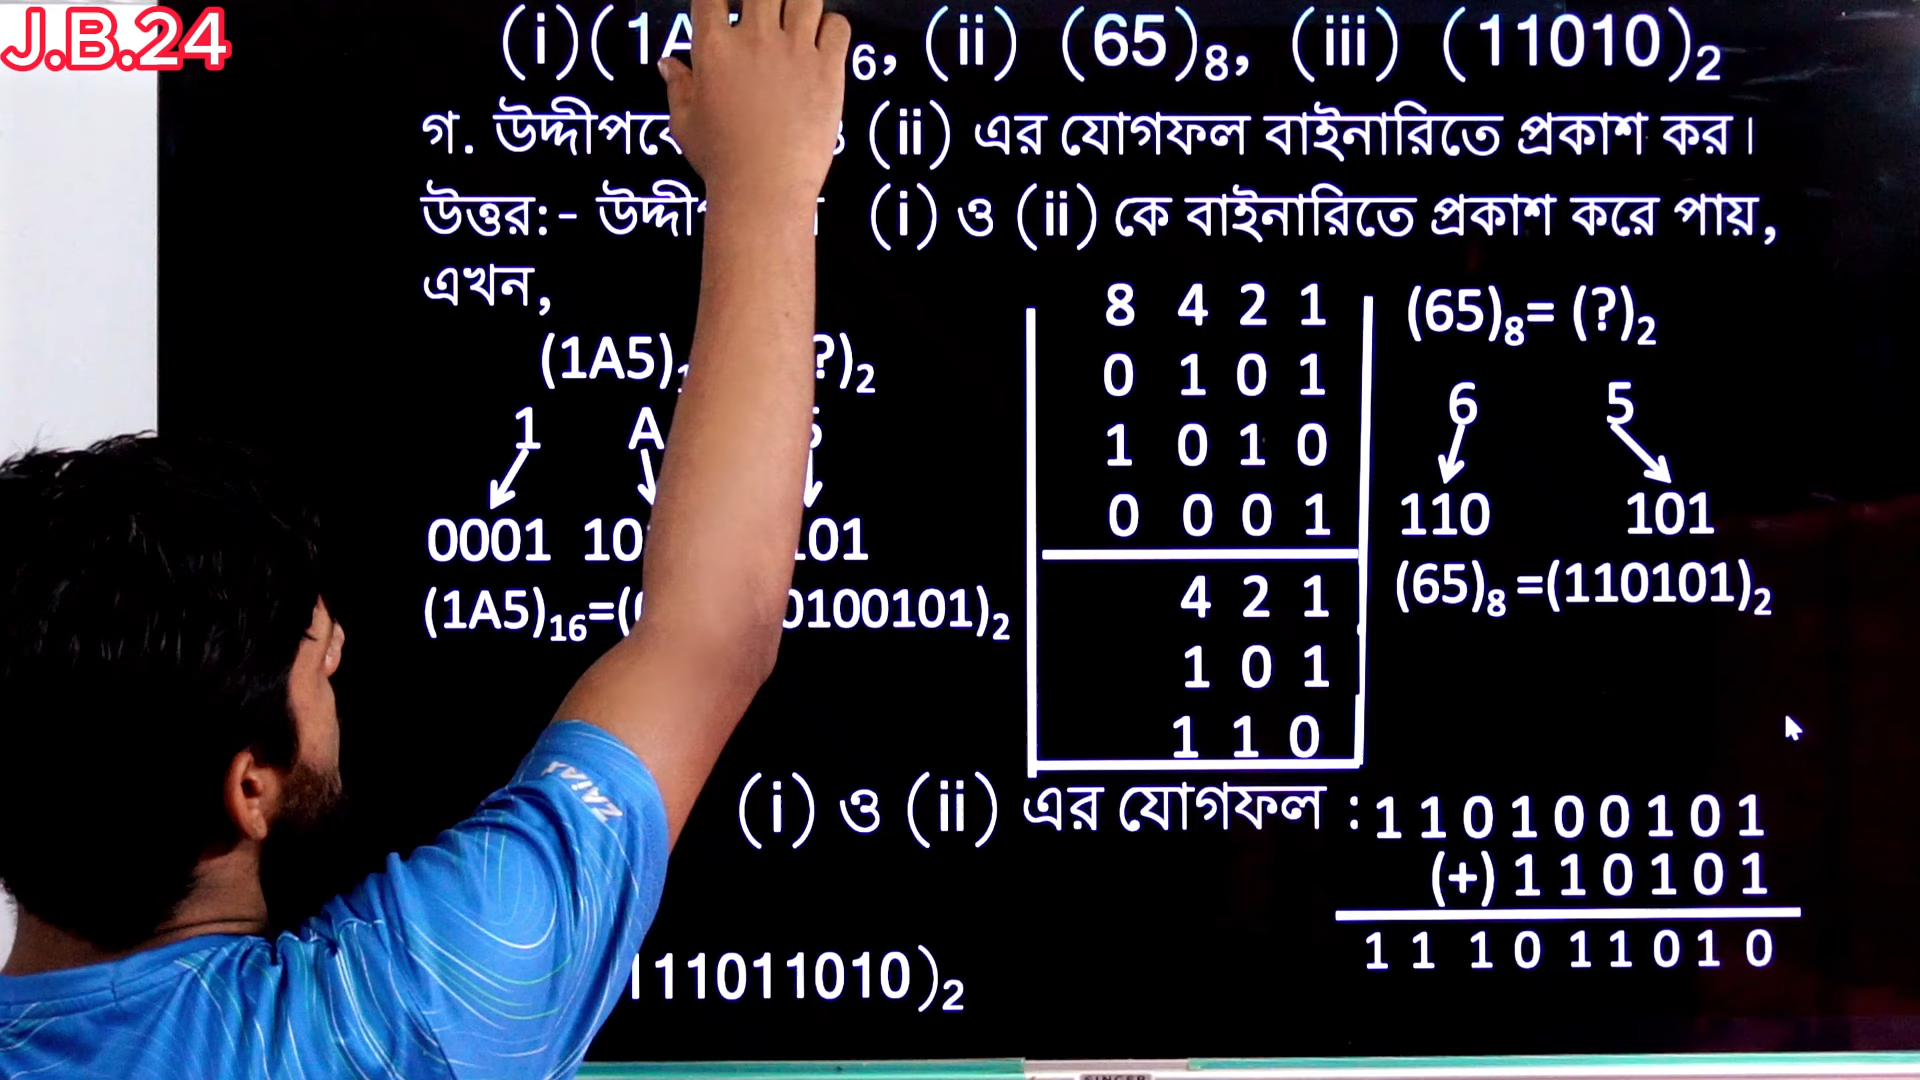 J.B.24
(i)(1A 6, (ii) (65)8, (iii) (11010)2
গ. (ii) এর যোগফল বাইনারিতে প্রকাশ কর।
উত্তর:- (i) ও (ii) কে বাইনারিতে প্রকাশ করে পায়,
এখন,
(1A5) ?)2
1 A 5
0001 10 101
(1A5)16=( 0100101)2
8 4 2 1
0 1 0 1
1 0 1 0
0 0 0 1
4 2 1
1 0 1
1 1 0
(65)8= (?)2
6 5
110 101
(65)8 =(110101)2
(i) ও (ii) এর যোগফল : 1 1 0 1 0 0 1 0 1
(+) 1 1 0 1 0 1
1 1 1 0 1 1 0 1 0
111011010)2
ZAIAJ
SINGER